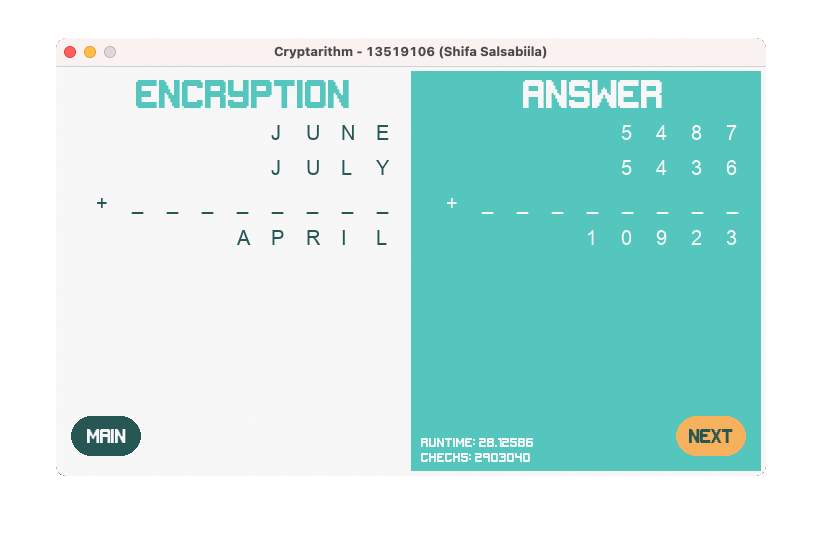 Cryptarithm - 13519106 (Shifa Salsabiila)
ENCRYPTION
J U N E
J U L Y
+ _ _ _ _ _ _ _ _
A P R I L
MAIN
ANSWER
5 4 8 7
5 4 3 6
+ _ _ _ _ _ _ _ _
1 0 9 2 3
RUNTIME: 28.12586
CHECHS: 2903040
NEXT